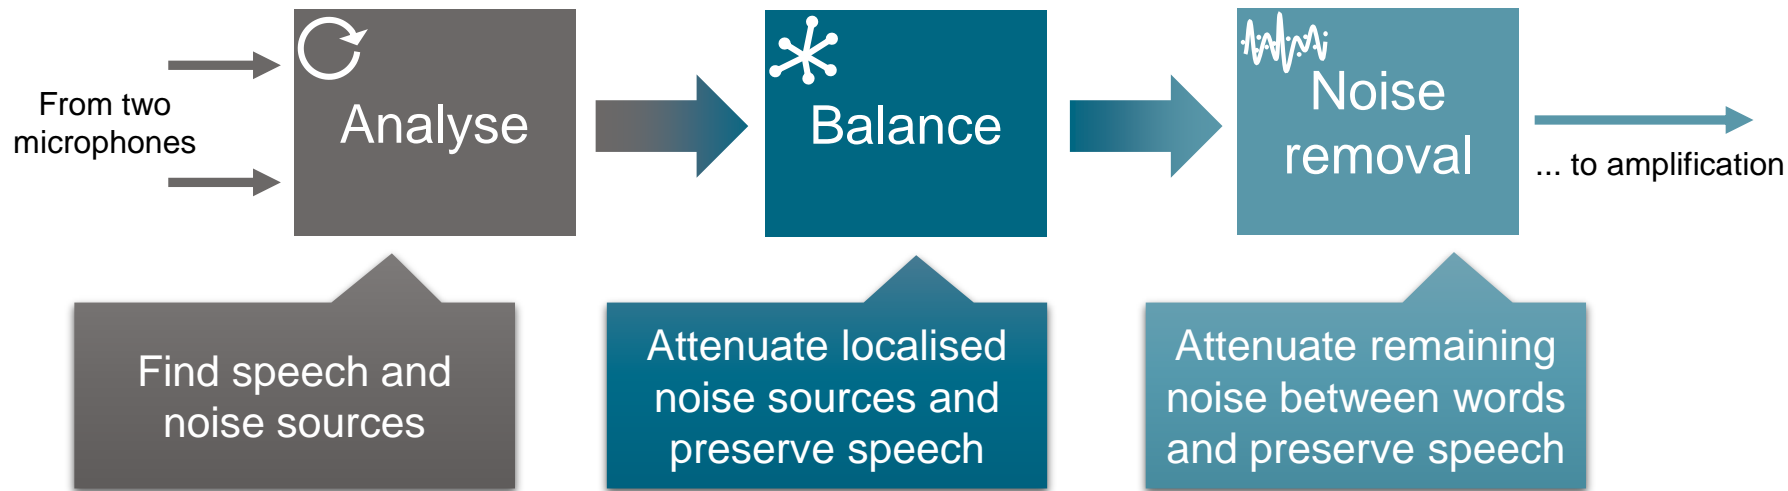 From two
microphones
Analyse
Balance
Noise
removal
... to amplification
Find speech and
noise sources
Attenuate localised
noise sources and
preserve speech
Attenuate remaining
noise between words
and preserve speech